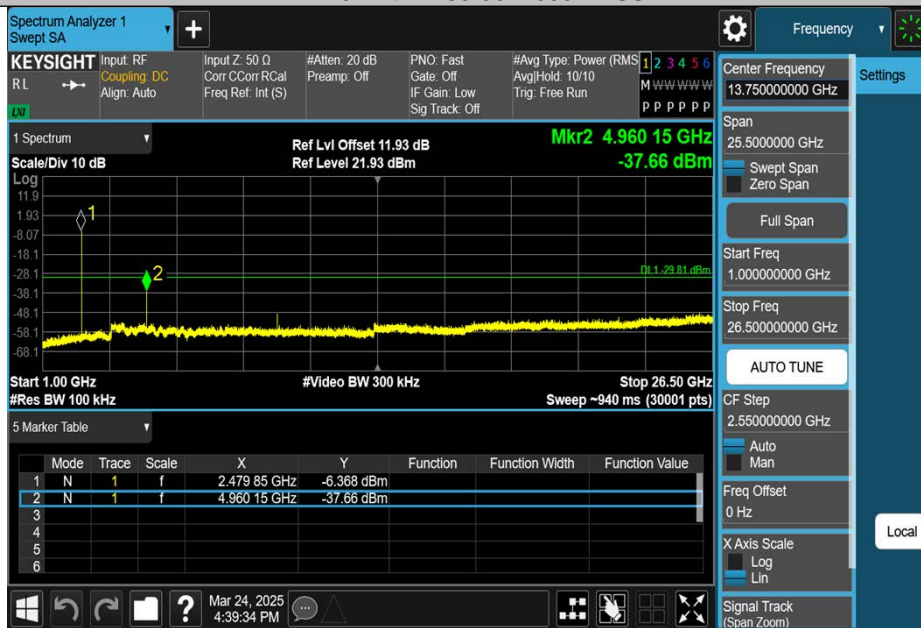 Spectrum Analyzer 1
Swept SA
+
Frequency
KEYSIGHT
R L
LXI
Input: RF
Coupling: DC
Align: Auto
Input Z: 50 Ω
Corr CCorr RCal
Freq Ref: Int (S)
#Atten: 20 dB
Preamp: Off
PNO: Fast
Gate: Off
IF Gain: Low
Sig Track: Off
#Avg Type: Power (RMS
Avg|Hold: 10/10
Trig: Free Run
1 2 3 4 5 6
M W W W W W
P P P P P P
1 Spectrum
Scale/Div 10 dB
Ref Lvl Offset 11.93 dB
Ref Level 21.93 dBm
Mkr2 4.960 15 GHz
-37.66 dBm
Log
11.9
1.93
-8.07
-18.1
-28.1
-38.1
-48.1
-58.1
-68.1
1
2
DL1 -29.81 dBm
Start 1.00 GHz
#Video BW 300 kHz
Stop 26.50 GHz
#Res BW 100 kHz
Sweep ~940 ms (30001 pts)
5 Marker Table
Mode Trace Scale X Y Function Function Width Function Value
1 N 1 f 2.479 85 GHz -6.368 dBm
2 N 1 f 4.960 15 GHz -37.66 dBm
3
4
5
6
Mar 24, 2025
4:39:34 PM
?
Center Frequency
13.750000000 GHz
Settings
Span
25.5000000 GHz
Swept Span
Zero Span
Full Span
Start Freq
1.000000000 GHz
Stop Freq
26.500000000 GHz
AUTO TUNE
CF Step
2.550000000 GHz
Auto
Man
Freq Offset
0 Hz
Local
X Axis Scale
Log
Lin
Signal Track
(Span Zoom)